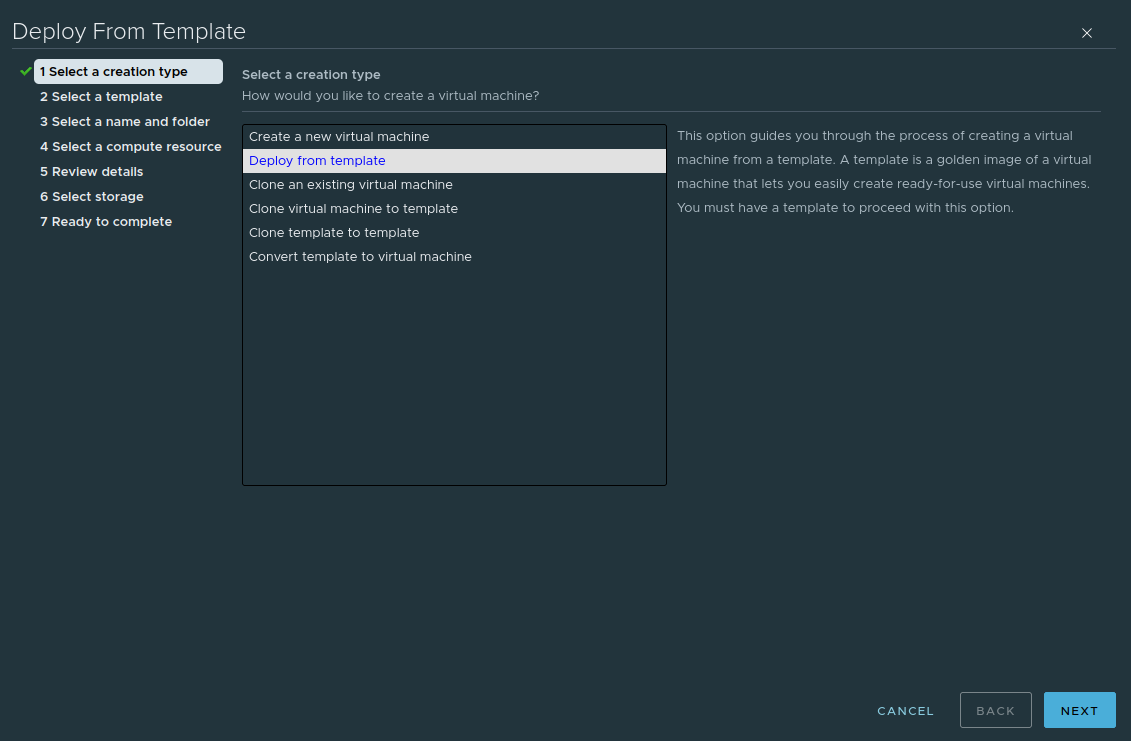 Deploy From Template
1 Select a creation type
2 Select a template
3 Select a name and folder
4 Select a compute resource
5 Review details
6 Select storage
7 Ready to complete
Select a creation type
How would you like to create a virtual machine?
Create a new virtual machine
Deploy from template
Clone an existing virtual machine
Clone virtual machine to template
Clone template to template
Convert template to virtual machine
This option guides you through the process of creating a virtual
machine from a template. A template is a golden image of a virtual
machine that lets you easily create ready-for-use virtual machines.
You must have a template to proceed with this option.
CANCEL
BACK
NEXT